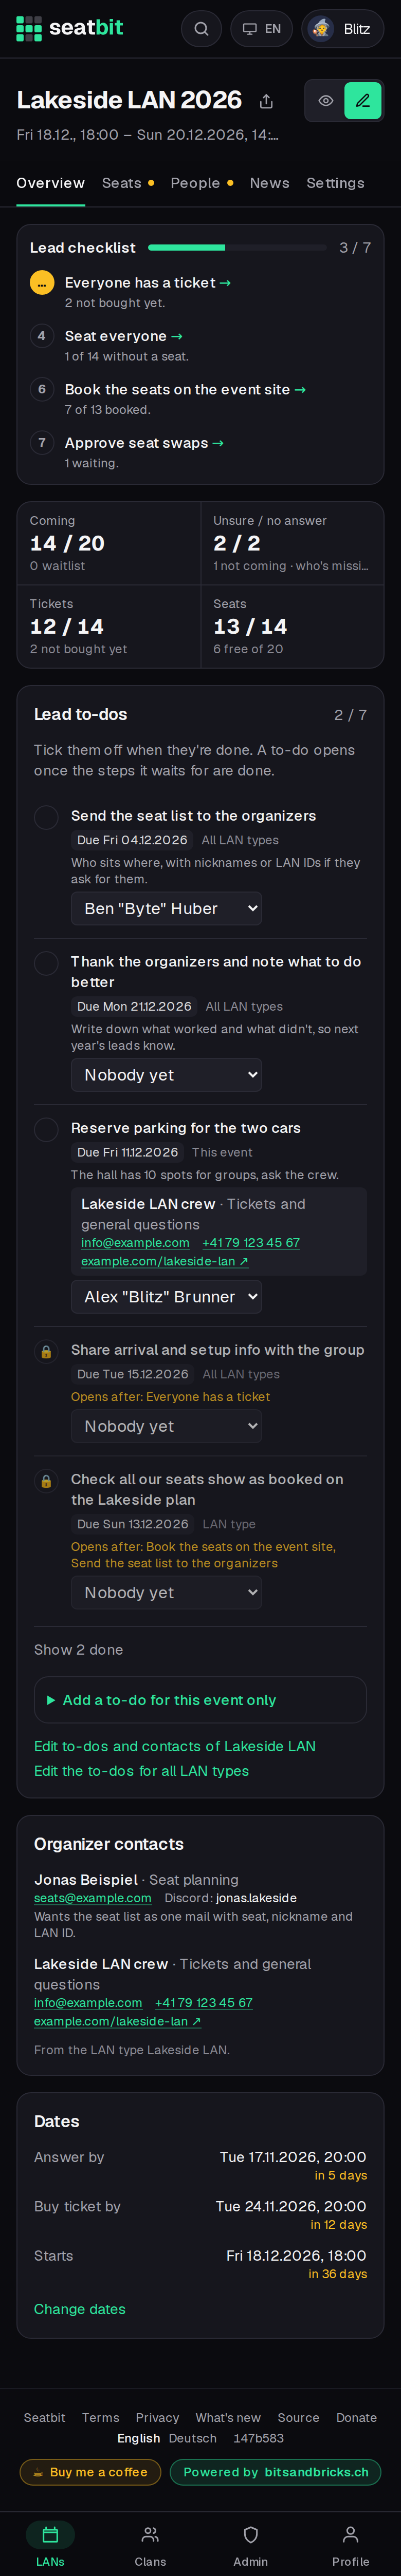 seatbit
EN
Blitz
Lakeside LAN 2026
Fri 18.12., 18:00 – Sun 20.12.2026, 14:...
Overview
Seats
People
News
Settings
Lead checklist
3 / 7
...
Everyone has a ticket →
2 not bought yet.
4
Seat everyone →
1 of 14 without a seat.
6
Book the seats on the event site →
7 of 13 booked.
7
Approve seat swaps →
1 waiting.
Coming
14 / 20
0 waitlist
Unsure / no answer
2 / 2
1 not coming · who's missi...
Tickets
12 / 14
2 not bought yet
Seats
13 / 14
6 free of 20
Lead to-dos
2 / 7
Tick them off when they're done. A to-do opens
once the steps it waits for are done.
Send the seat list to the organizers
Due Fri 04.12.2026 All LAN types
Who sits where, with nicknames or LAN IDs if they
ask for them.
Ben "Byte" Huber
Thank the organizers and note what to do
better
Due Mon 21.12.2026 All LAN types
Write down what worked and what didn't, so next
year's leads know.
Nobody yet
Reserve parking for the two cars
Due Fri 11.12.2026 This event
The hall has 10 spots for groups, ask the crew.
Lakeside LAN crew · Tickets and
general questions
info@example.com +41 79 123 45 67
example.com/lakeside-lan ↗
Alex "Blitz" Brunner
Share arrival and setup info with the group
Due Tue 15.12.2026 All LAN types
Opens after: Everyone has a ticket
Nobody yet
Check all our seats show as booked on
the Lakeside plan
Due Sun 13.12.2026 LAN type
Opens after: Book the seats on the event site,
Send the seat list to the organizers
Nobody yet
Show 2 done
▶ Add a to-do for this event only
Edit to-dos and contacts of Lakeside LAN
Edit the to-dos for all LAN types
Organizer contacts
Jonas Beispiel · Seat planning
seats@example.com Discord: jonas.lakeside
Wants the seat list as one mail with seat, nickname and
LAN ID.
Lakeside LAN crew · Tickets and general
questions
info@example.com +41 79 123 45 67
example.com/lakeside-lan ↗
From the LAN type Lakeside LAN.
Dates
Answer by
Tue 17.11.2026, 20:00
in 5 days
Buy ticket by
Tue 24.11.2026, 20:00
in 12 days
Starts
Fri 18.12.2026, 18:00
in 36 days
Change dates
Seatbit Terms Privacy What's new Source Donate
English Deutsch 147b583
Buy me a coffee
Powered by bitsandbricks.ch
LANs
Clans
Admin
Profile